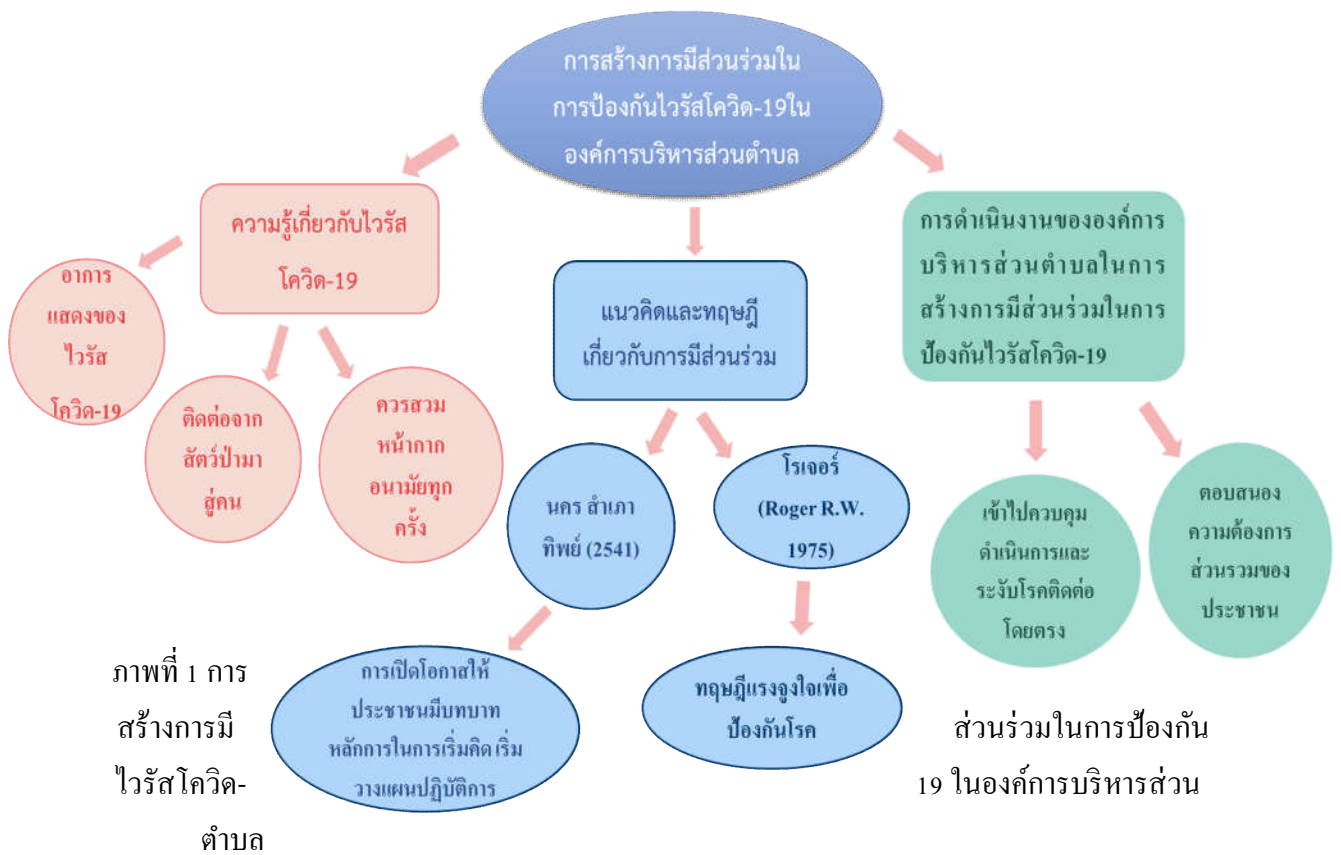 การสร้างการมีส่วนร่วมใน
การป้องกันไวรัสโควิด-19ใน
องค์การบริหารส่วนตำบล
ความรู้เกี่ยวกับไวรัส
โควิด-19
อาการ
แสดงของ
ไวรัส
โควิด-19
ติดต่อจาก
สัตว์ป่ามา
สู่คน
ควรสวม
หน้ากาก
อนามัยทุก
ครั้ง
แนวคิดและทฤษฎี
เกี่ยวกับการมีส่วนร่วม
นคร สำเภา
ทิพย์ (2541)
โรเจอร์
(Roger R.W.
1975)
การเปิดโอกาสให้
ประชาชนมีบทบาท
หลักการในการเริ่มคิด เริ่ม
วางแผนปฏิบัติการ
ทฤษฎีแรงจูงใจเพื่อ
ป้องกันโรค
การดำเนินงานขององค์การ
บริหารส่วนตำบลในการ
สร้างการมีส่วนร่วมในการ
ป้องกันไวรัสโควิด-19
เข้าไปควบคุม
ดำเนินการและ
ระงับโรคติดต่อ
โดยตรง
ตอบสนอง
ความต้องการ
ส่วนรวมของ
ประชาชน
ภาพที่ 1 การ
สร้างการมี ส่วนร่วมในการป้องกัน
ไวรัสโควิด- 19 ในองค์การบริหารส่วน
ตำบล